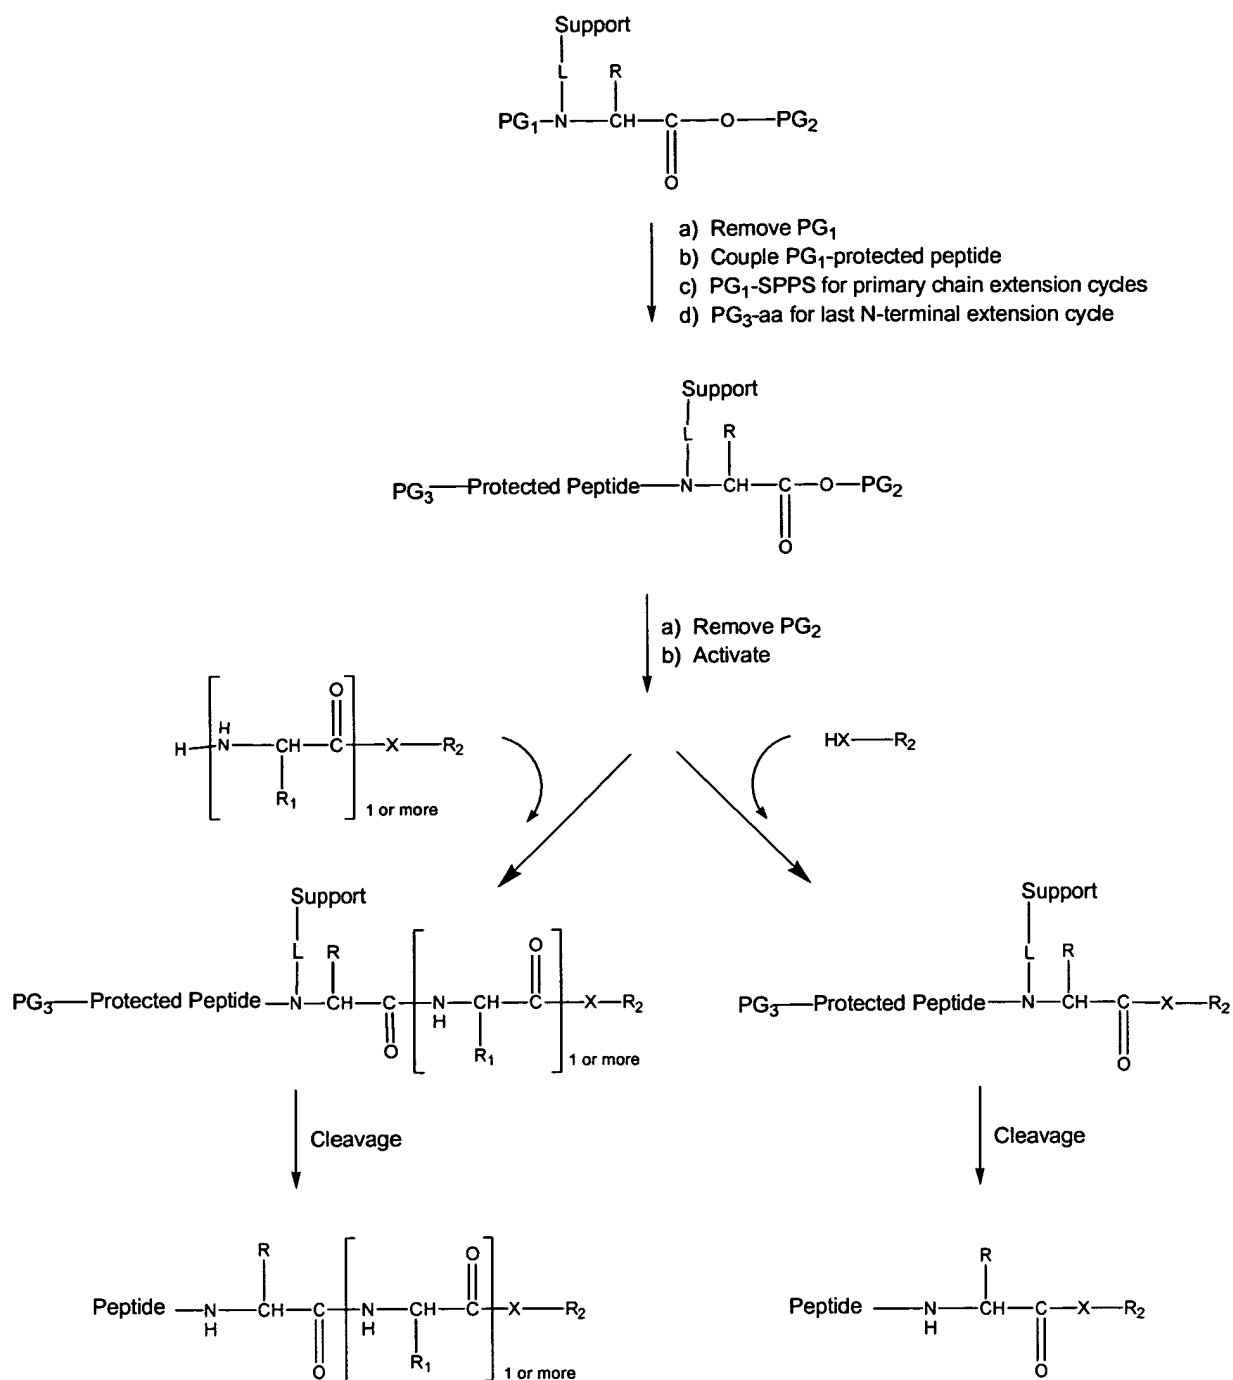 Support
L R
PG1-N—CH—C—O—PG2
O
a) Remove PG1
b) Couple PG1-protected peptide
c) PG1-SPPS for primary chain extension cycles
d) PG3-aa for last N-terminal extension cycle
Support
L R
PG3—Protected Peptide—N—CH—C—O—PG2
O
a) Remove PG2
b) Activate
O
H
H—N—CH—C—X—R2
R1
1 or more
HX—R2
Support
L R O
PG3—Protected Peptide—N—CH—C—N—CH—C—X—R2
H
O R1
1 or more
Support
L R
PG3—Protected Peptide—N—CH—C—X—R2
O
Cleavage
Cleavage
R O
Peptide—N—CH—C—N—CH—C—X—R2
H H
O R1
1 or more
R
Peptide—N—CH—C—X—R2
H
O